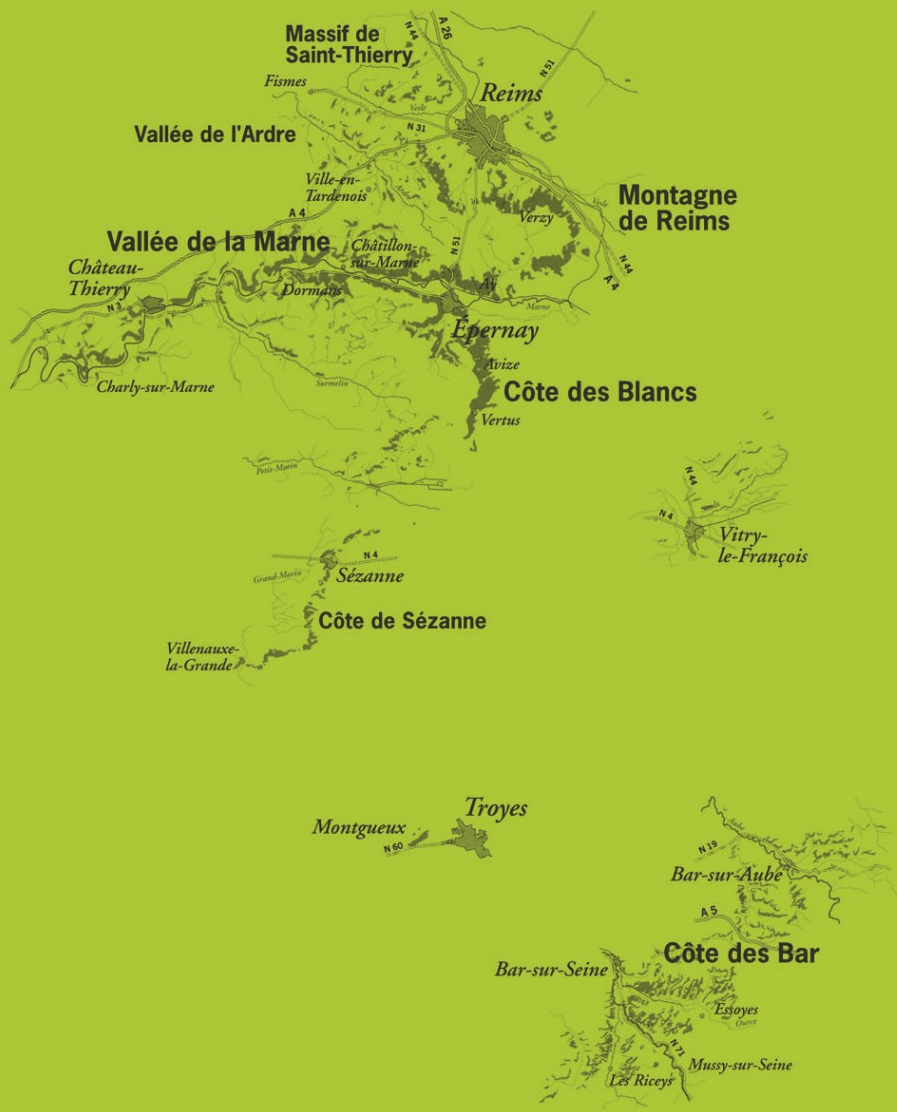 Massif de
Saint-Thierry
N 44
A 26
N 51
Fismes
Vesle
Reims
N 31
Vallée de l'Ardre
Ville-en-
Tardenois
Ardre
Montagne
de Reims
Vesle
Verzy
A 4
N 51
N 44
A 4
Vallée de la Marne
Châtillon-
sur-Marne
Château-
Thierry
Dormans
Aÿ
Marne
N 3
Épernay
Avize
Charly-sur-Marne
Surmelin
Côte des Blancs
Vertus
Petit-Morin
N 44
N 4
Vitry-
le-François
N 4
Grand-Morin
Sézanne
Côte de Sézanne
Villenauxe-
la-Grande
Troyes
Montgueux
N 60
Aube
N 19
Bar-sur-Aube
A 5
Côte des Bar
Bar-sur-Seine
Essoyes
Ource
N 71
Mussy-sur-Seine
Les Riceys